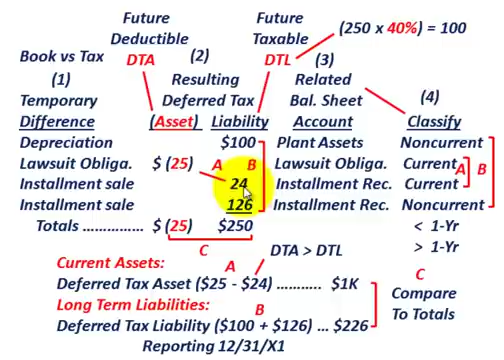 Future Future
Deductible Taxable (250 x 40%) = 100
Book vs Tax DTA (2) DTL (3)
(1) Resulting Related
Temporary Deferred Tax Bal. Sheet (4)
Difference (Asset) Liability Account Classify
Depreciation $100 Plant Assets Noncurrent
Lawsuit Obliga. $ (25) A B Lawsuit Obliga. Current A B
Installment sale 24 Installment Rec. Current
Installment sale 126 Installment Rec. Noncurrent
Totals ............... $ (25) $250 < 1-Yr
C DTA > DTL > 1-Yr
Current Assets: A C
Deferred Tax Asset ($25 - $24) ........... $1K Compare
Long Term Liabilities: B To Totals
Deferred Tax Liability ($100 + $126) ... $226
Reporting 12/31/X1